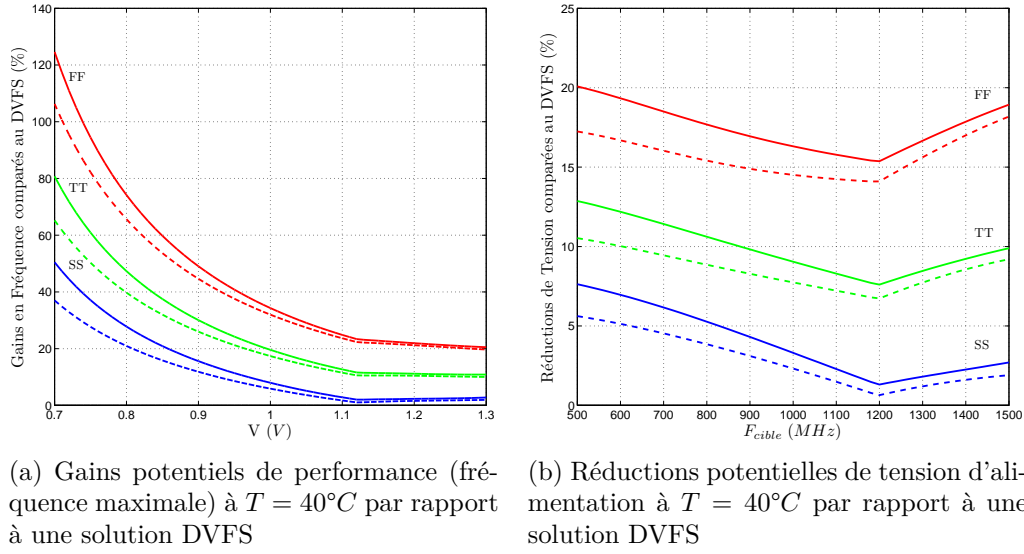 140
120
100
80
60
40
20
0
Gains en Fréquence comparés au DVFS (%)
FF
TT
SS
0.7 0.8 0.9 1 1.1 1.2 1.3
V (V)
25
20
15
10
5
0
Réductions de Tension comparées au DVFS (%)
FF
TT
SS
500 600 700 800 900 1000 1100 1200 1300 1400 1500
F_cible (MHz)
(a) Gains potentiels de performance (fré-
quence maximale) à T = 40°C par rapport
à une solution DVFS
(b) Réductions potentielles de tension d'ali-
mentation à T = 40°C par rapport à une
solution DVFS